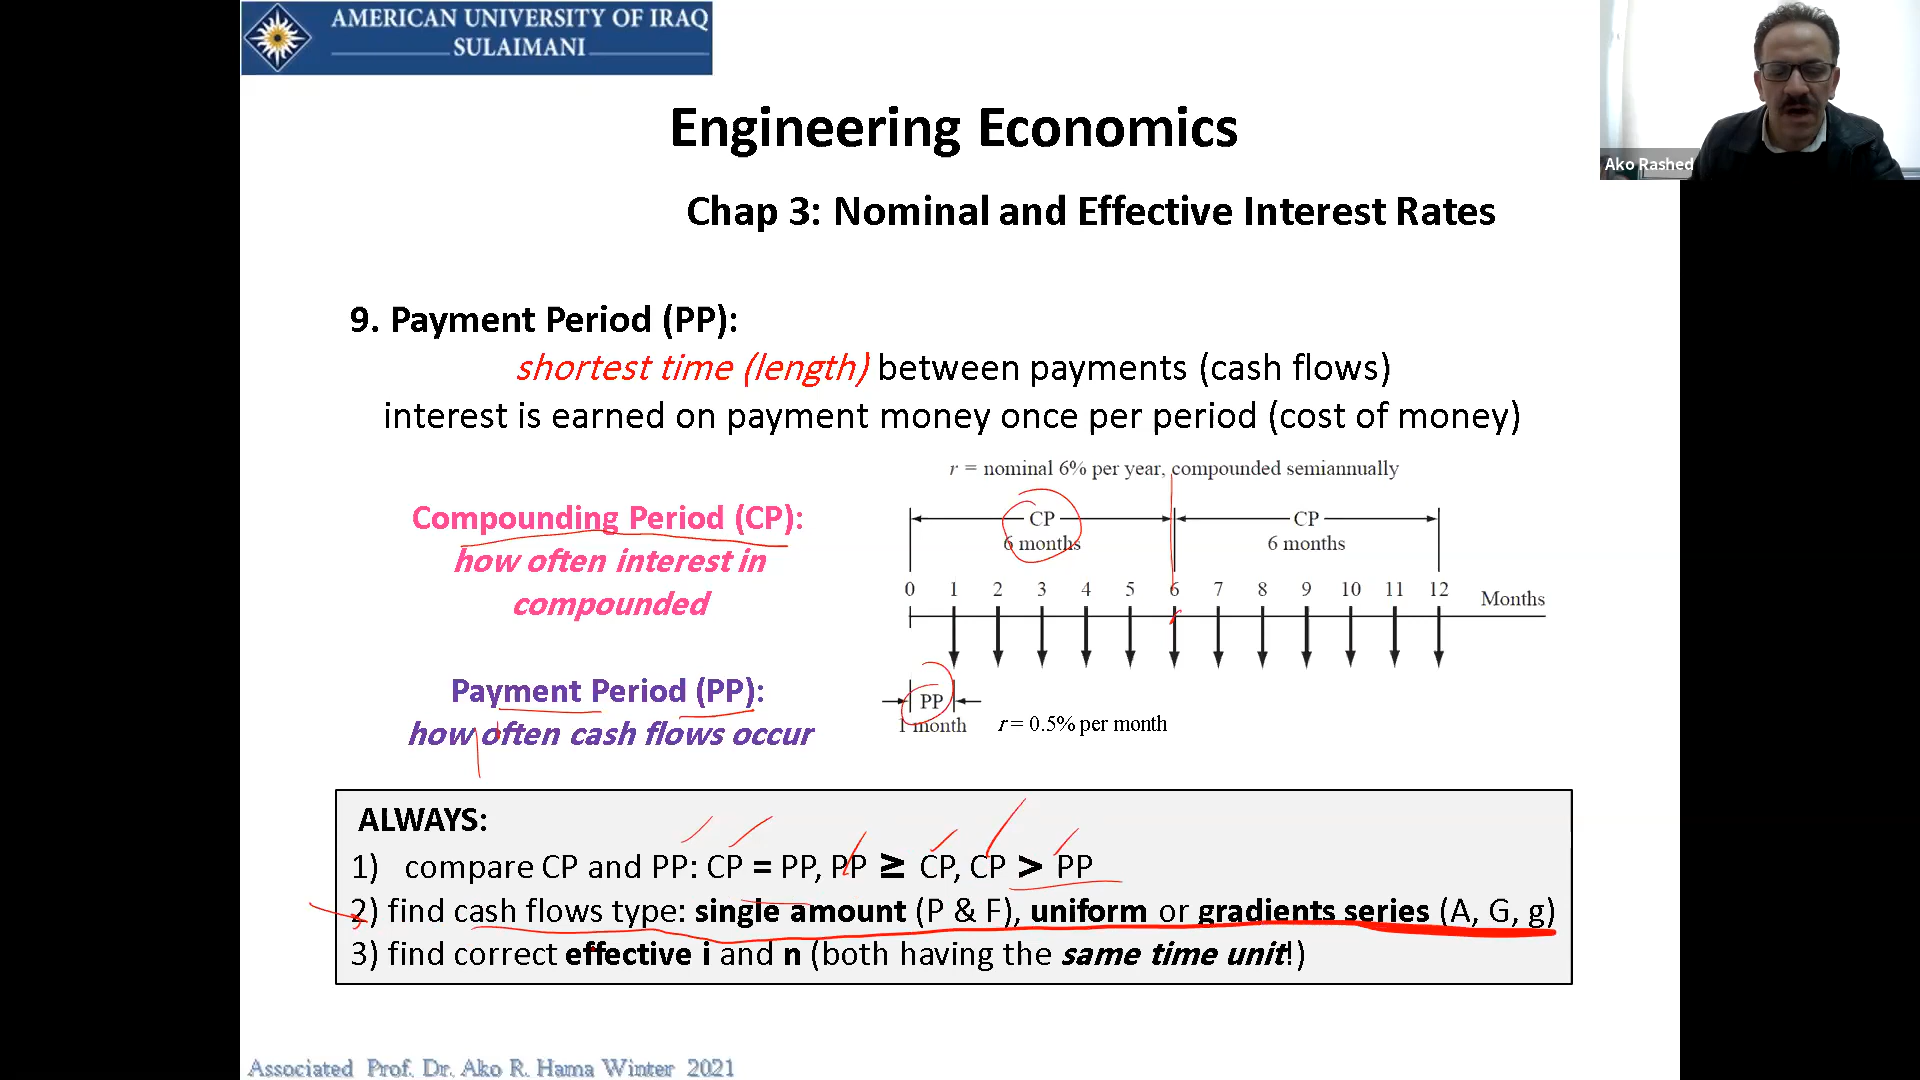 AMERICAN UNIVERSITY OF IRAQ
SULAIMANI
Ako Rashed
Engineering Economics
Chap 3: Nominal and Effective Interest Rates
9. Payment Period (PP):
shortest time (length) between payments (cash flows)
interest is earned on payment money once per period (cost of money)
Compounding Period (CP):
how often interest in
compounded
Payment Period (PP):
how often cash flows occur
r = nominal 6% per year, compounded semiannually
CP CP
6 months 6 months
0 1 2 3 4 5 6 7 8 9 10 11 12 Months
PP
1 month r = 0.5% per month
ALWAYS:
1) compare CP and PP: CP = PP, PP ≥ CP, CP > PP
2) find cash flows type: single amount (P & F), uniform or gradients series (A, G, g)
3) find correct effective i and n (both having the same time unit!)
Associated Prof. Dr. Ako R. Hama Winter 2021